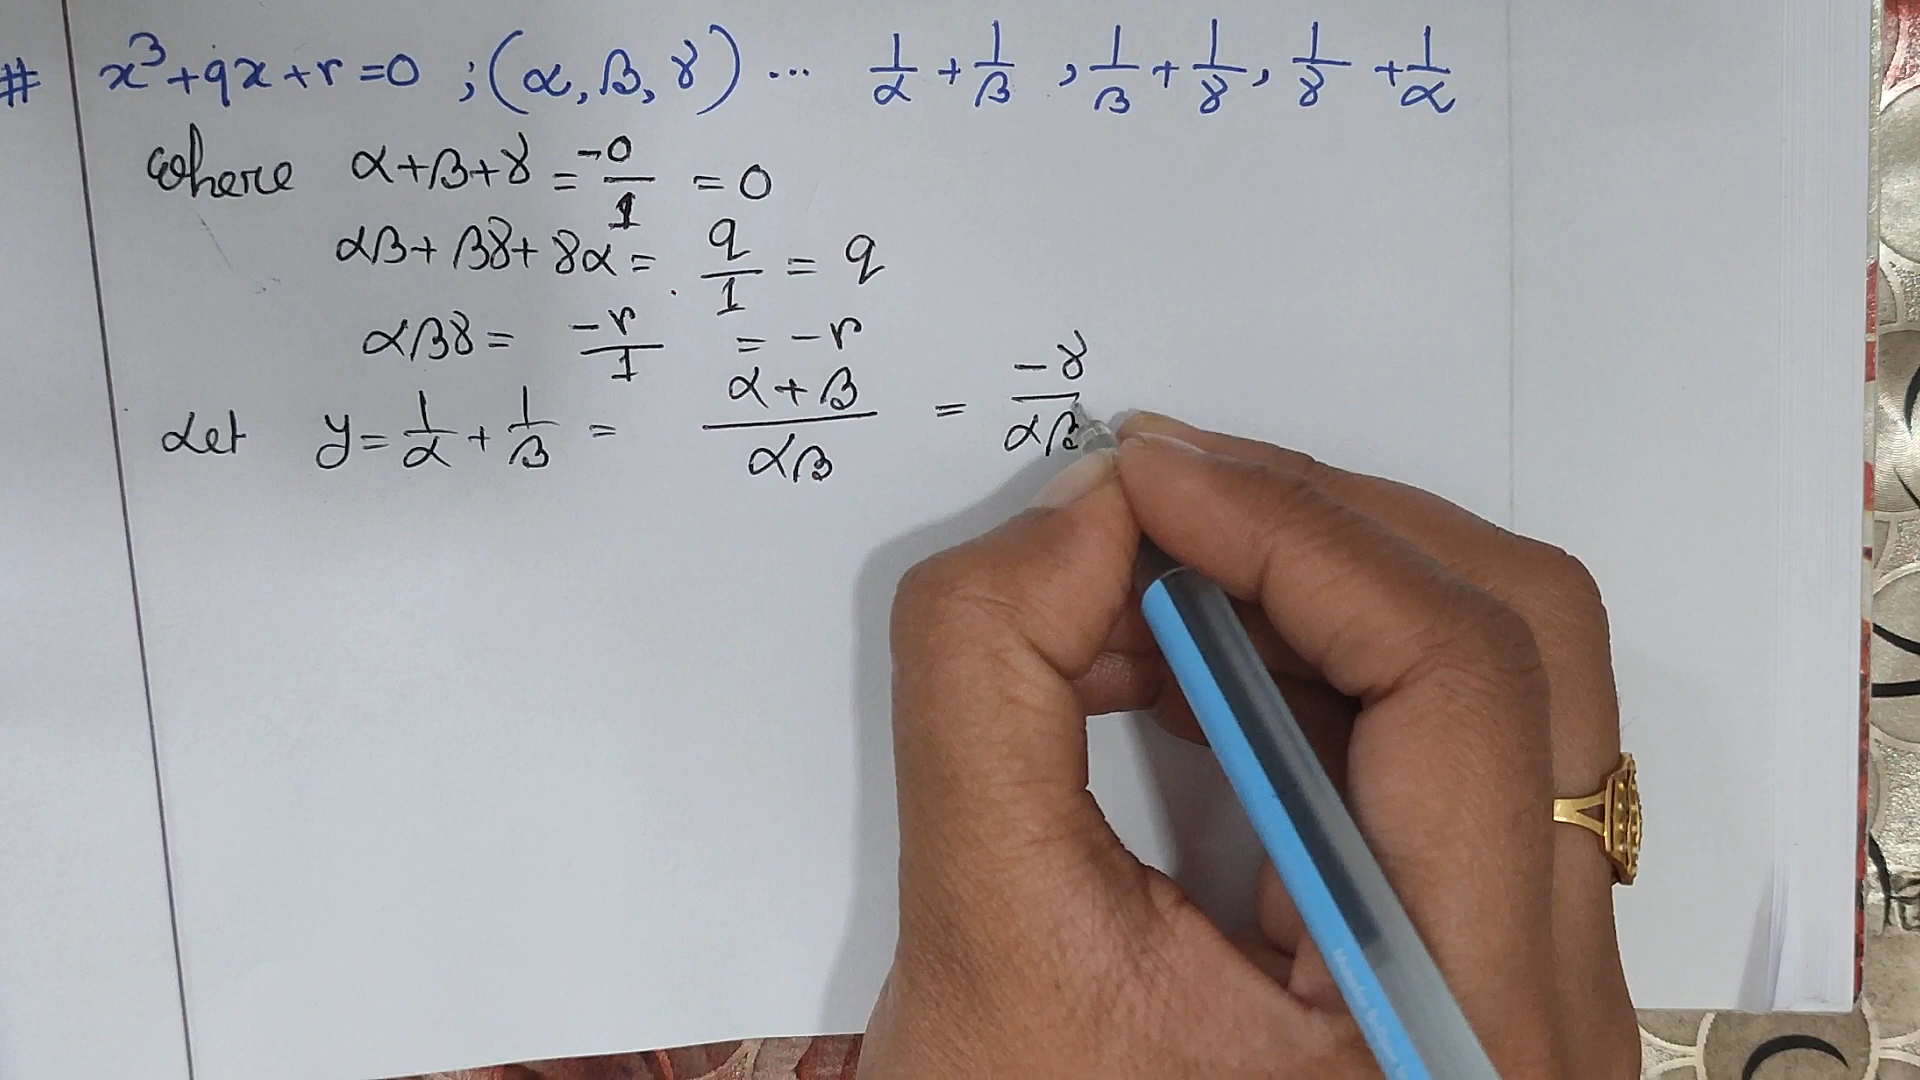 # x³+qx+r=0 ; (α, β, γ) ... 1/α + 1/β , 1/β + 1/γ , 1/γ + 1/α
where α+β+γ = -0/1 = 0
αβ+ βγ+ γα = q/1 = q
αβγ = -r/1 = -r
Let y = 1/α + 1/β = α+β/αβ = -γ/αβ